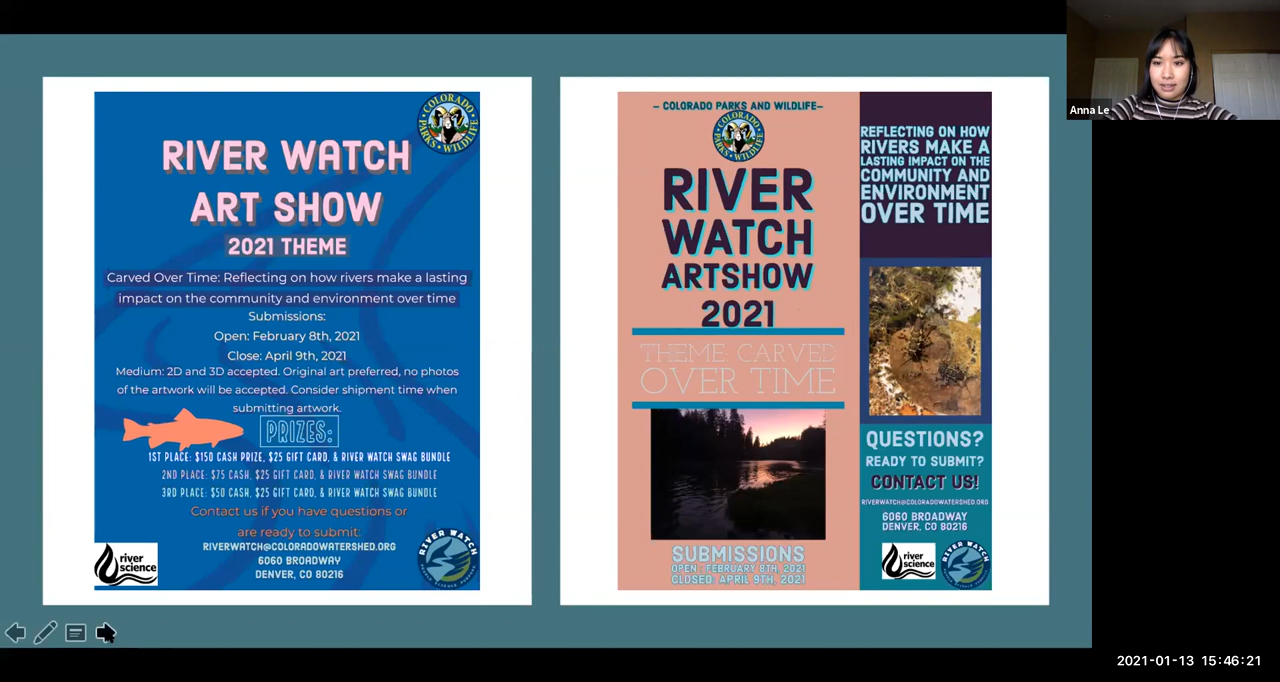 COLORADO
PARKS
WILDLIFE
RIVER WATCH
ART SHOW
2021 THEME
Carved Over Time: Reflecting on how rivers make a lasting
impact on the community and environment over time
Submissions:
Open: February 8th, 2021
Close: April 9th, 2021
Medium: 2D and 3D accepted. Original art preferred, no photos
of the artwork will be accepted. Consider shipment time when
submitting artwork.
PRIZES:
1ST PLACE: $150 CASH PRIZE, $25 GIFT CARD, & RIVER WATCH SWAG BUNDLE
2ND PLACE: $75 CASH, $25 GIFT CARD, & RIVER WATCH SWAG BUNDLE
3RD PLACE: $50 CASH, $25 GIFT CARD, & RIVER WATCH SWAG BUNDLE
Contact us if you have questions or
are ready to submit:
RIVERWATCH@COLORADOWATERSHED.ORG
6060 BROADWAY
DENVER, CO 80216
river
science
RIVER WATCH
– COLORADO PARKS AND WILDLIFE–
COLORADO
PARKS
WILDLIFE
RIVER
WATCH
ARTSHOW
2021
THEME: CARVED
OVER TIME
SUBMISSIONS
OPEN: FEBRUARY 8TH, 2021
CLOSED: APRIL 9TH, 2021
REFLECTING ON HOW
RIVERS MAKE A
LASTING IMPACT ON THE
COMMUNITY AND
ENVIRONMENT
OVER TIME
QUESTIONS?
READY TO SUBMIT?
CONTACT US!
RIVERWATCH@COLORADOWATERSHED.ORG
6060 BROADWAY
DENVER, CO 80216
river
science
RIVER WATCH
Anna Le
2021-01-13 15:46:21